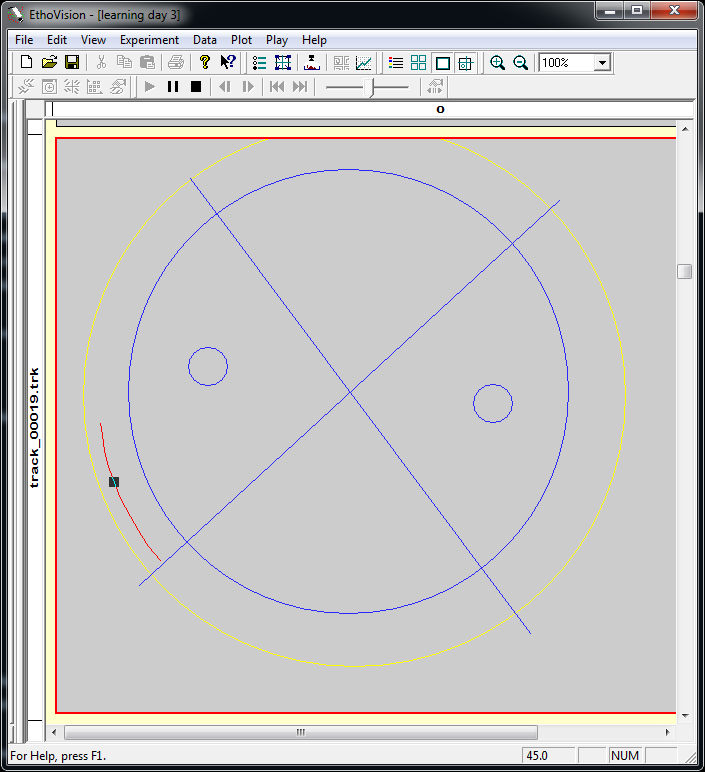 EthoVision - [learning day 3]
File Edit View Experiment Data Plot Play Help
100%
0
track_00019.trk
For Help, press F1.
45.0
NUM